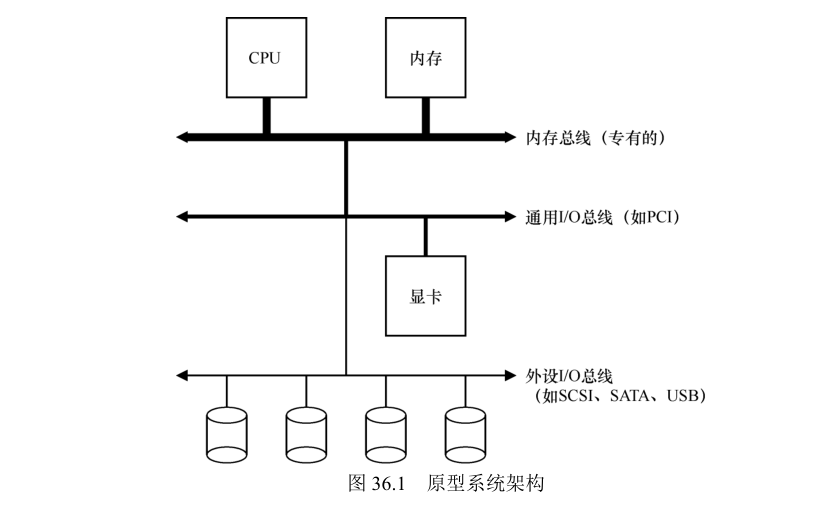 CPU
内存
内存总线（专有的）
通用I/O总线（如PCI）
显卡
外设I/O总线
（如SCSI、SATA、USB）
图 36.1 原型系统架构